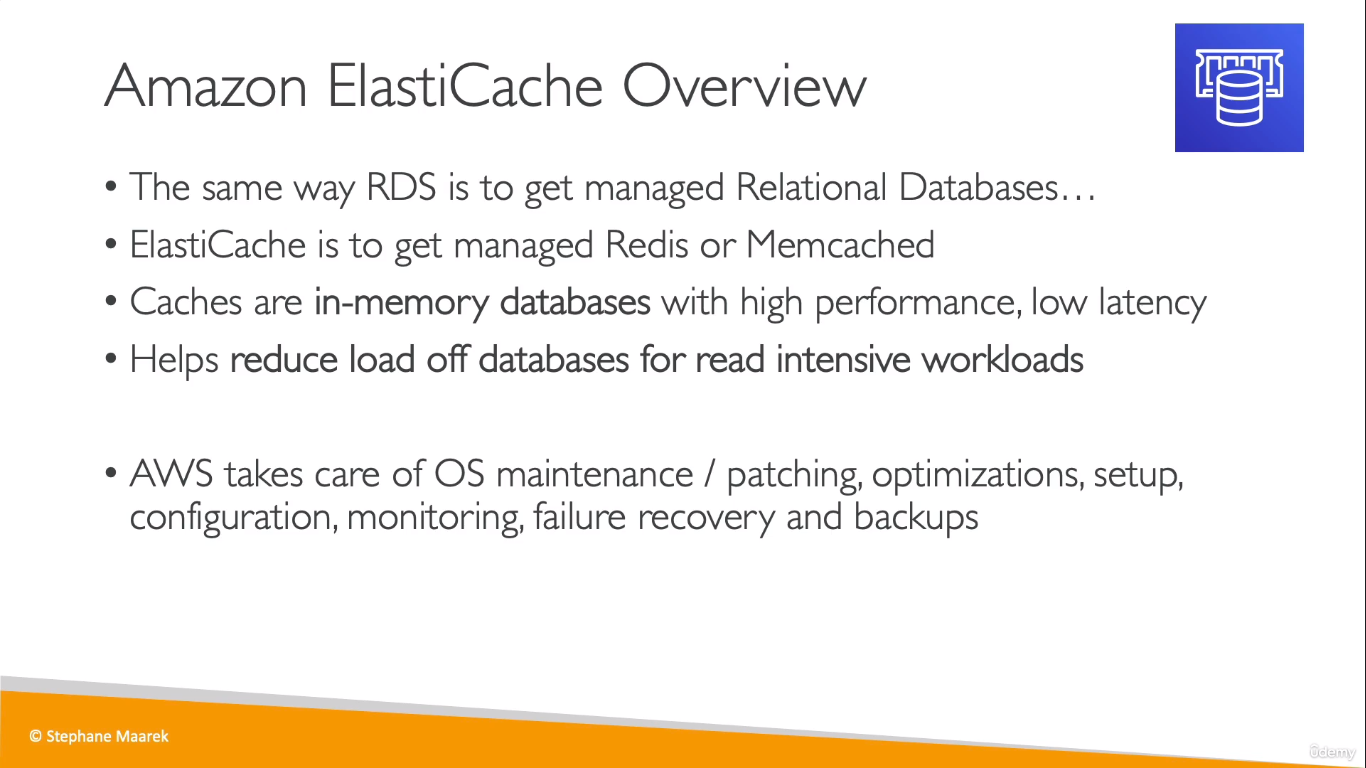 Amazon ElastiCache Overview
• The same way RDS is to get managed Relational Databases…
• ElastiCache is to get managed Redis or Memcached
• Caches are in-memory databases with high performance, low latency
• Helps reduce load off databases for read intensive workloads
• AWS takes care of OS maintenance / patching, optimizations, setup,
configuration, monitoring, failure recovery and backups
© Stephane Maarek
ûdemy